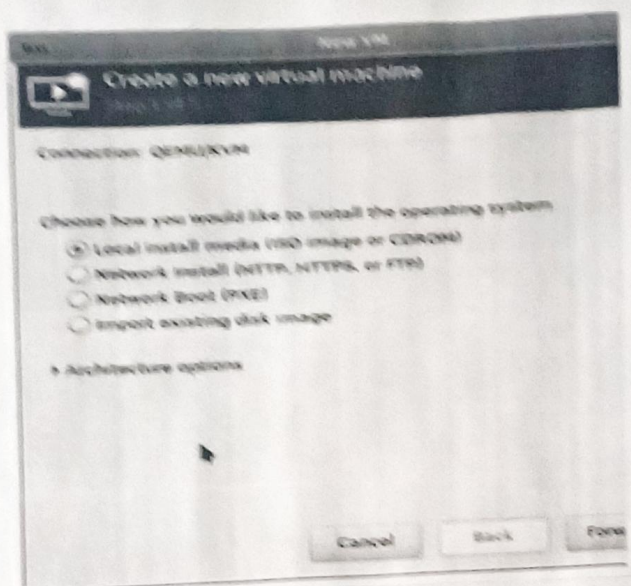 New VM
Create a new virtual machine
Connection: QEMU/KVM
Choose how you would like to install the operating system
Local install media (ISO image or CDROM)
Network Install (HTTP, HTTPS, or FTP)
Network Boot (PXE)
Import existing disk image
Architecture options
Cancel
Back
Forw